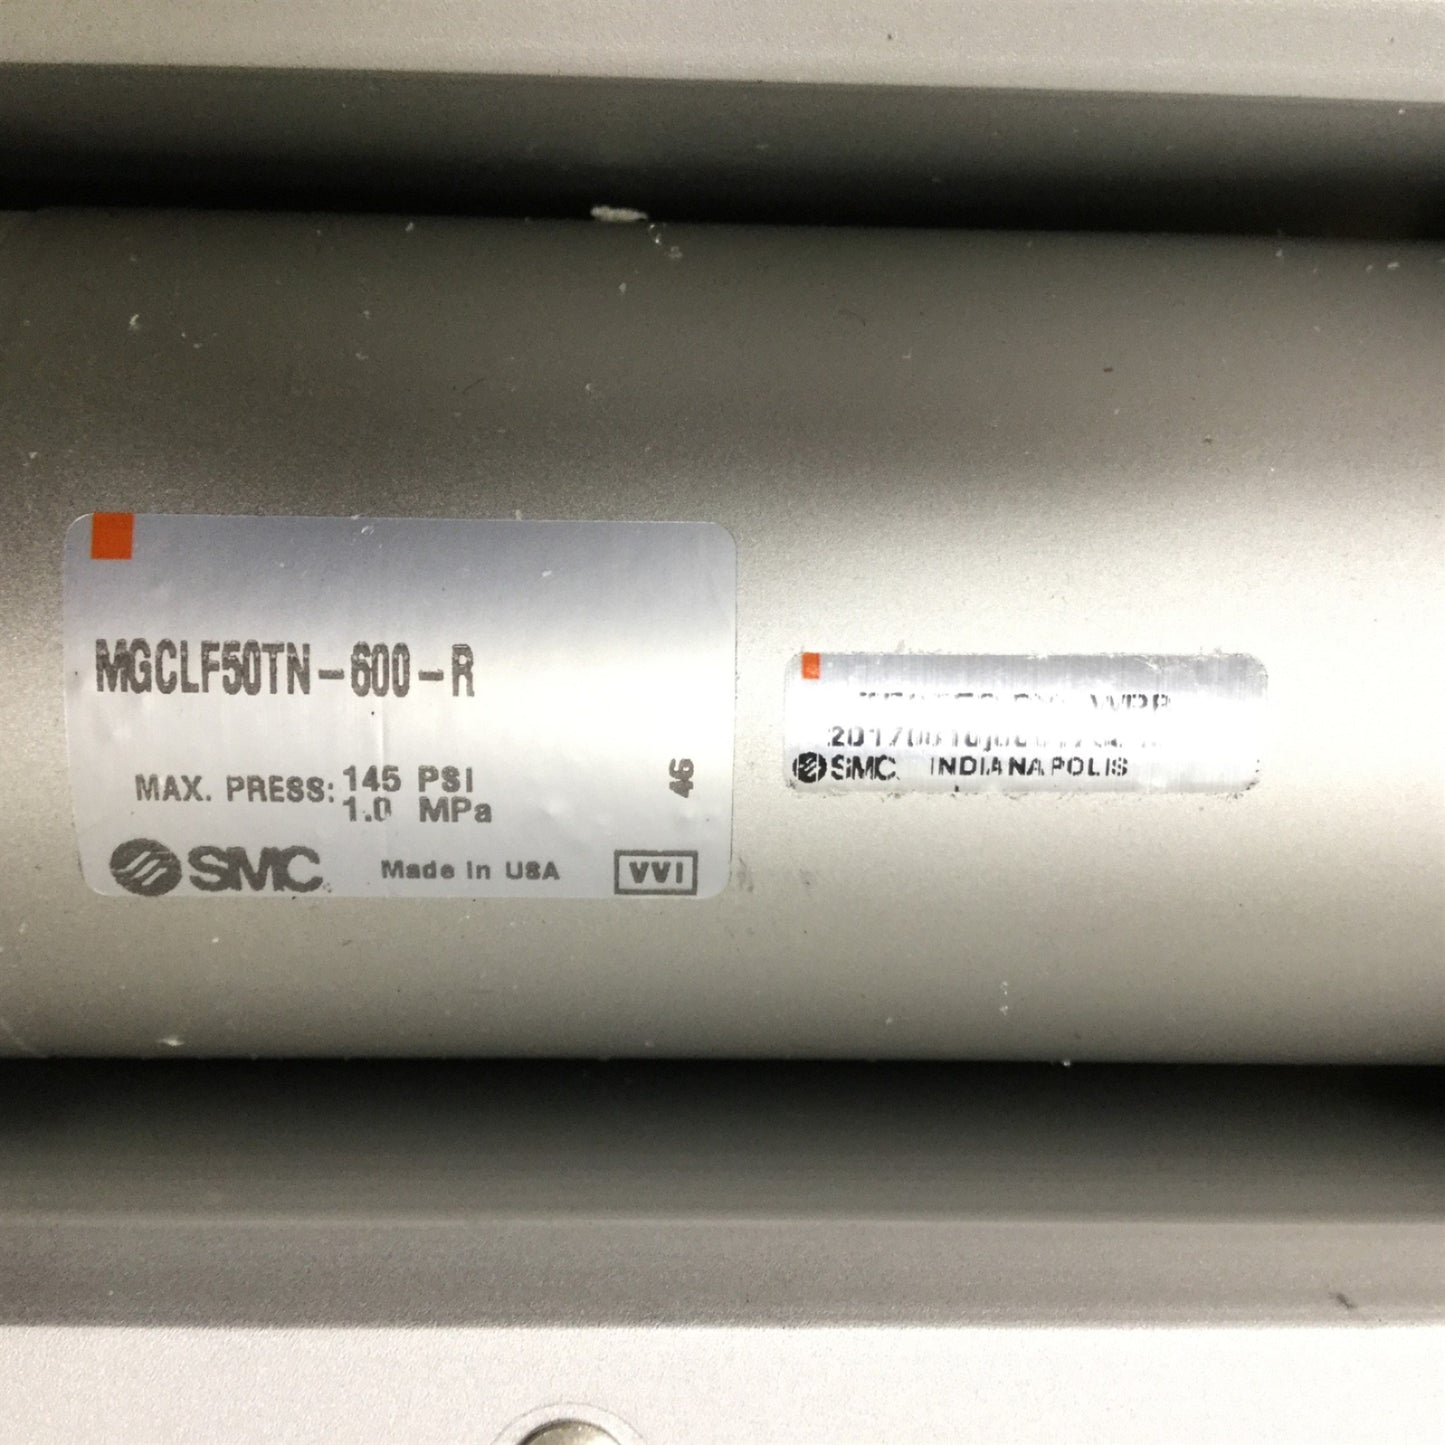 MGCLF50TN-600-R
MAX. PRESS: 145 PSI
1.0 MPa
46
SMC Made in USA VVI
SMC INDIANAPOLIS